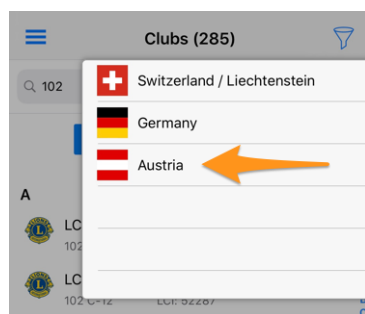 Clubs (285)
102
Switzerland / Liechtenstein
Germany
Austria
A
LC
102
LC
102 C-12 LCI: 52287